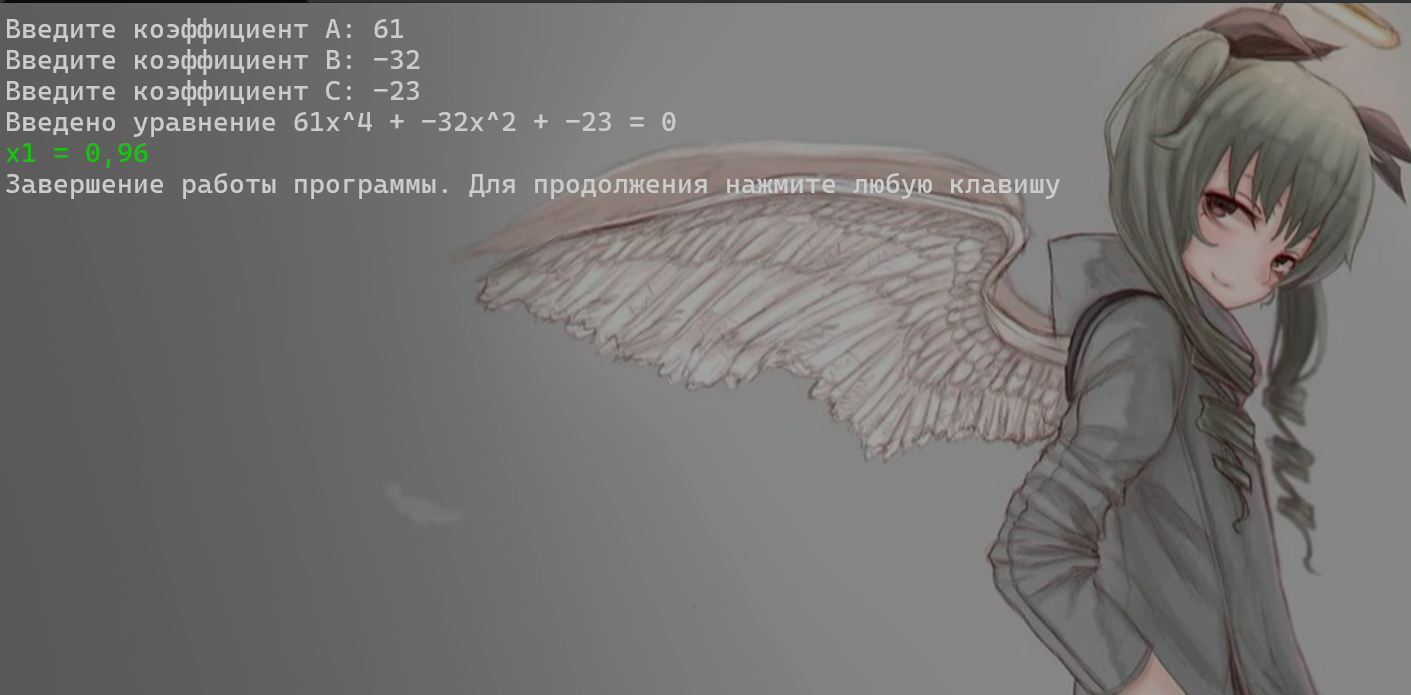 Введите коэффициент A: 61
Введите коэффициент B: -32
Введите коэффициент C: -23
Введено уравнение 61x^4 + -32x^2 + -23 = 0
x1 = 0,96
Завершение работы программы. Для продолжения нажмите любую клавишу